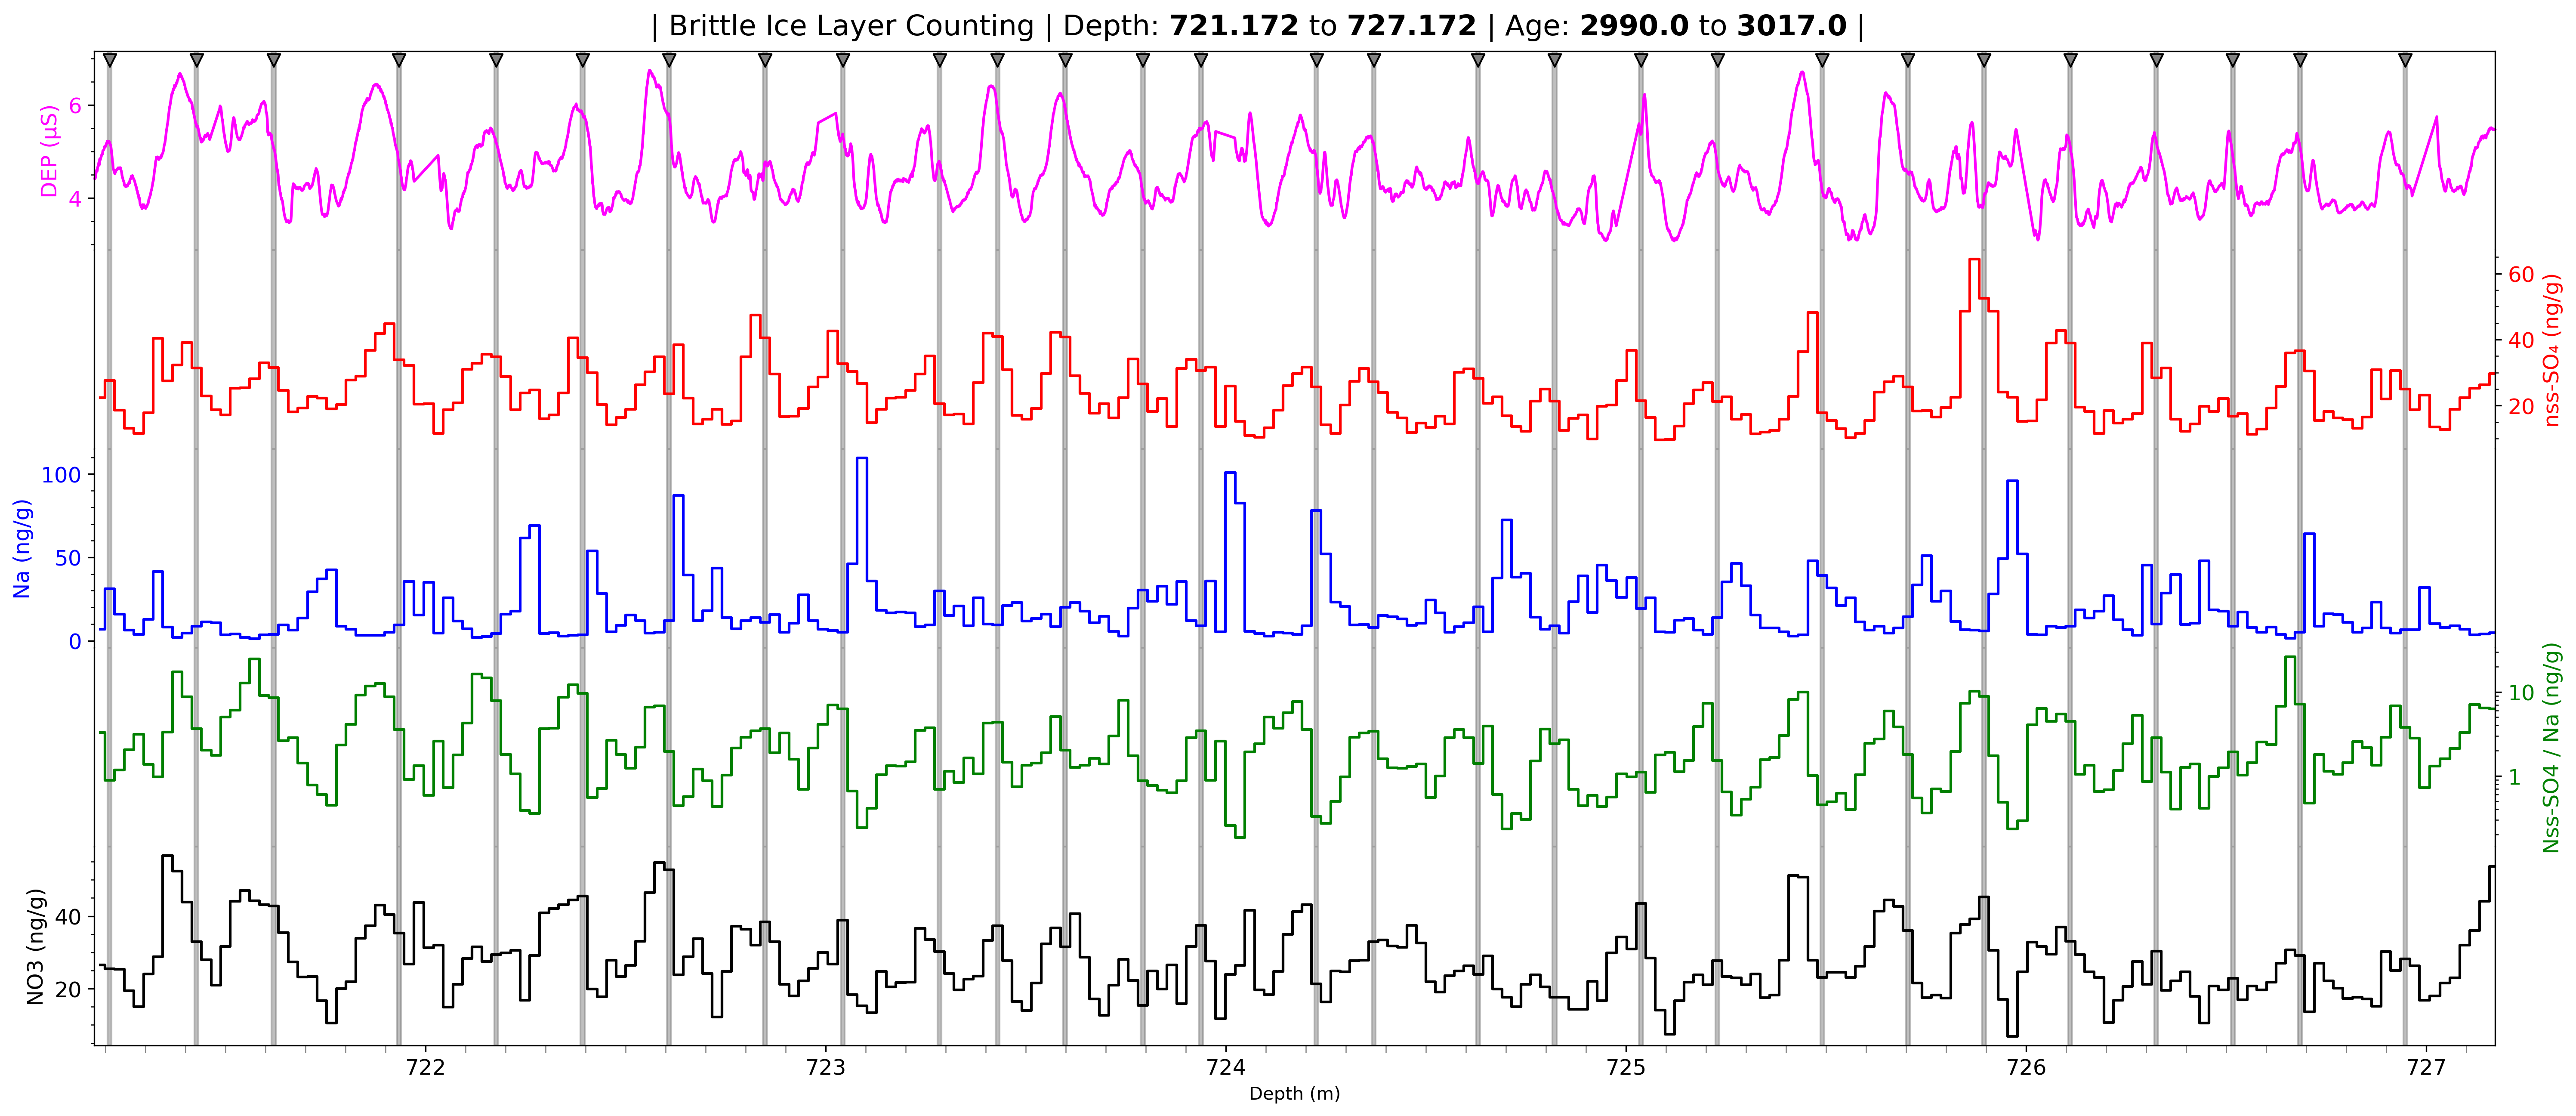 | Brittle Ice Layer Counting | Depth: 721.172 to 727.172 | Age: 2990.0 to 3017.0 |
DEP (µS)
6
4
nss-SO₄ (ng/g)
60
40
20
Na (ng/g)
100
50
0
Nss-SO4 / Na (ng/g)
10
1
NO3 (ng/g)
40
20
722 723 724 725 726 727
Depth (m)